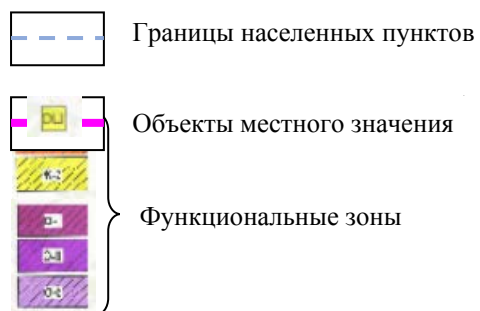 Границы населенных пунктов
Объекты местного значения
Функциональные зоны